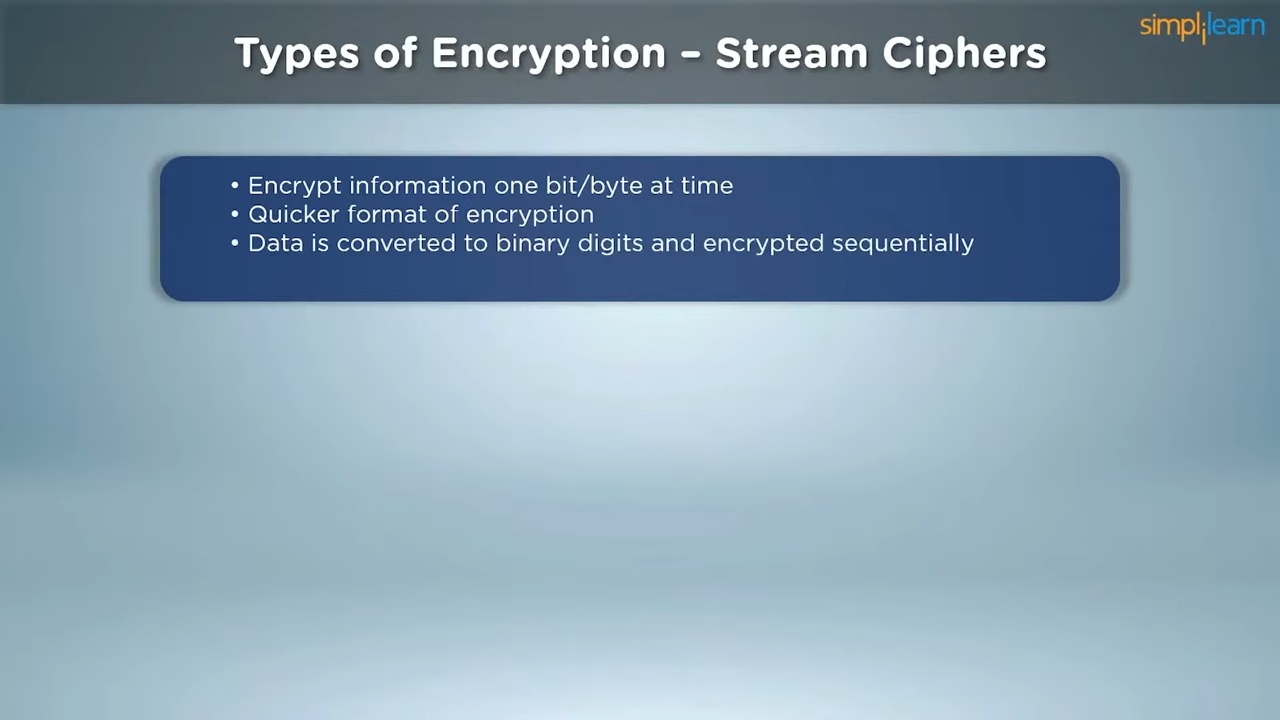 simplilearn
Types of Encryption – Stream Ciphers
• Encrypt information one bit/byte at time
• Quicker format of encryption
• Data is converted to binary digits and encrypted sequentially